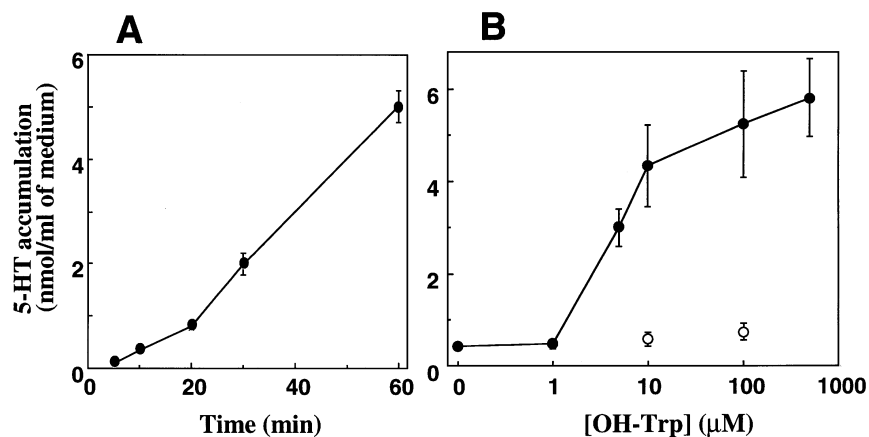 A
B
5-HT accumulation
(nmol/ml of medium)
6
4
2
0
0
20
40
60
Time (min)
6
4
2
0
0
1
10
100
1000
[OH-Trp] (μM)